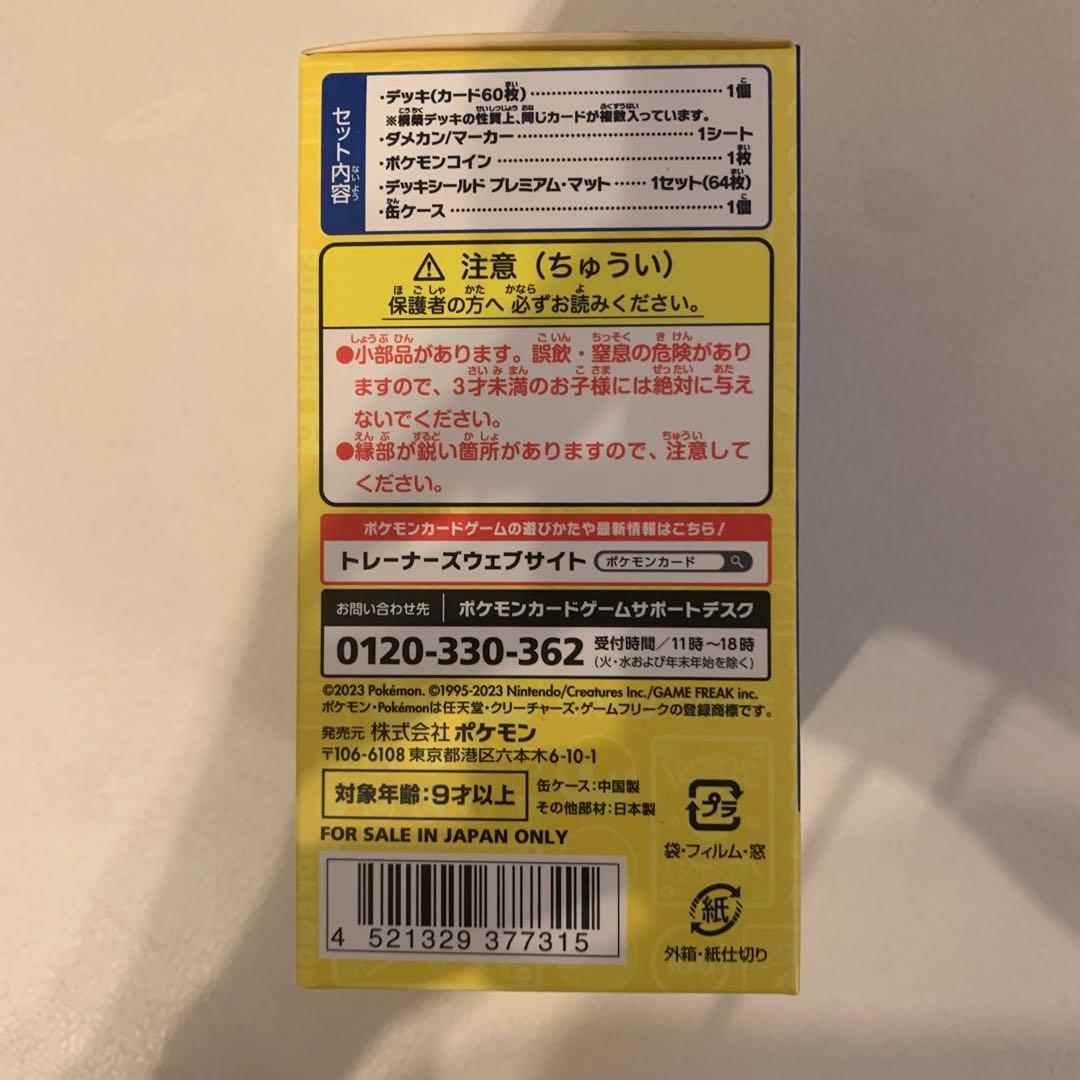 セット内容
・デッキ(カード60枚)……1個
※構築デッキの性質上、同じカードが複数入っています。
・ダメカン/マーカー……1シート
・ポケモンコイン……1枚
・デッキシールド プレミアム・マット……1セット(64枚)
・缶ケース……1個
⚠ 注意（ちゅうい）
保護者の方へ 必ずお読みください。
●小部品があります。誤飲・窒息の危険があり
ますので、3才未満のお子様には絶対に与え
ないでください。
●縁部が鋭い箇所がありますので、注意して
ください。
ポケモンカードゲームの遊びかたや最新情報はこちら！
トレーナーズウェブサイト ポケモンカード
お問い合わせ先 ポケモンカードゲームサポートデスク
0120-330-362 受付時間／11時〜18時
(火・水および年末年始を除く)
©2023 Pokémon. ©1995-2023 Nintendo/Creatures Inc./GAME FREAK inc.
ポケモン・Pokémonは任天堂・クリーチャーズ・ゲームフリークの登録商標です。
発売元 株式会社 ポケモン
〒106-6108 東京都港区六本木6-10-1
対象年齢：9才以上
缶ケース：中国製
その他部材：日本製
FOR SALE IN JAPAN ONLY
プラ
袋・フィルム・窓
紙
外箱・紙仕切り
4 521329 377315